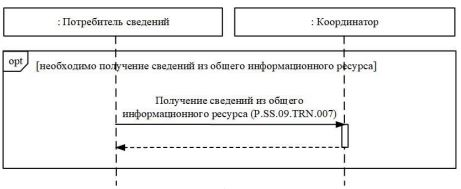 : Потребитель сведений
: Координатор
opt
[необходимо получение сведений из общего информационного ресурса]
Получение сведений из общего
информационного ресурса (P.SS.09.TRN.007)